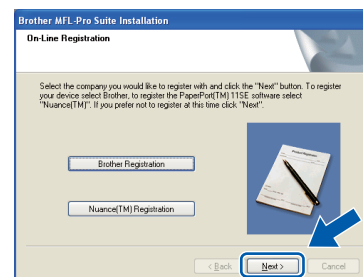 Brother MFL-Pro Suite Installation
On-Line Registration
Select the company you would like to register with and click the "Next" button. To register
your device select Brother, to register the PaperPort(TM) 11SE software select
"Nuance(TM)". If you prefer not to register at this time click "Next".
Brother Registration
Nuance(TM) Registration
< Back
Next >
Cancel